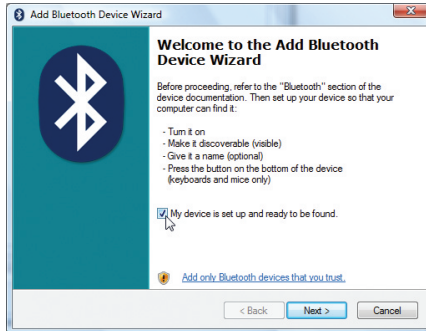 Add Bluetooth Device Wizard
Welcome to the Add Bluetooth
Device Wizard
Before proceeding, refer to the "Bluetooth" section of the
device documentation. Then set up your device so that your
computer can find it:
- Turn it on
- Make it discoverable (visible)
- Give it a name (optional)
- Press the button on the bottom of the device
(keyboards and mice only)
My device is set up and ready to be found.
Add only Bluetooth devices that you trust.
< Back Next > Cancel